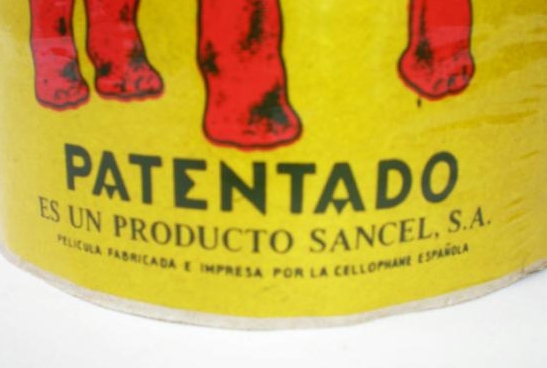 PATENTADO
ES UN PRODUCTO SANCEL, S.A.
PELICULA FABRICADA E IMPRESA POR LA CELLOPHANE ESPAÑOLA